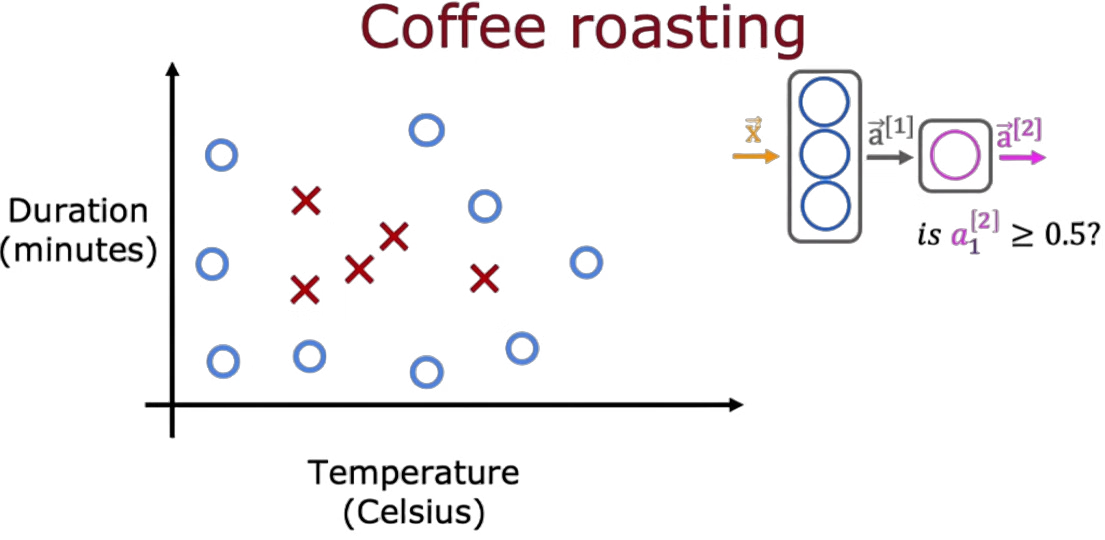 Coffee roasting
Duration
(minutes)
Temperature
(Celsius)
x⃗
a⃗[1]
a⃗[2]
is a₁[2] ≥ 0.5?